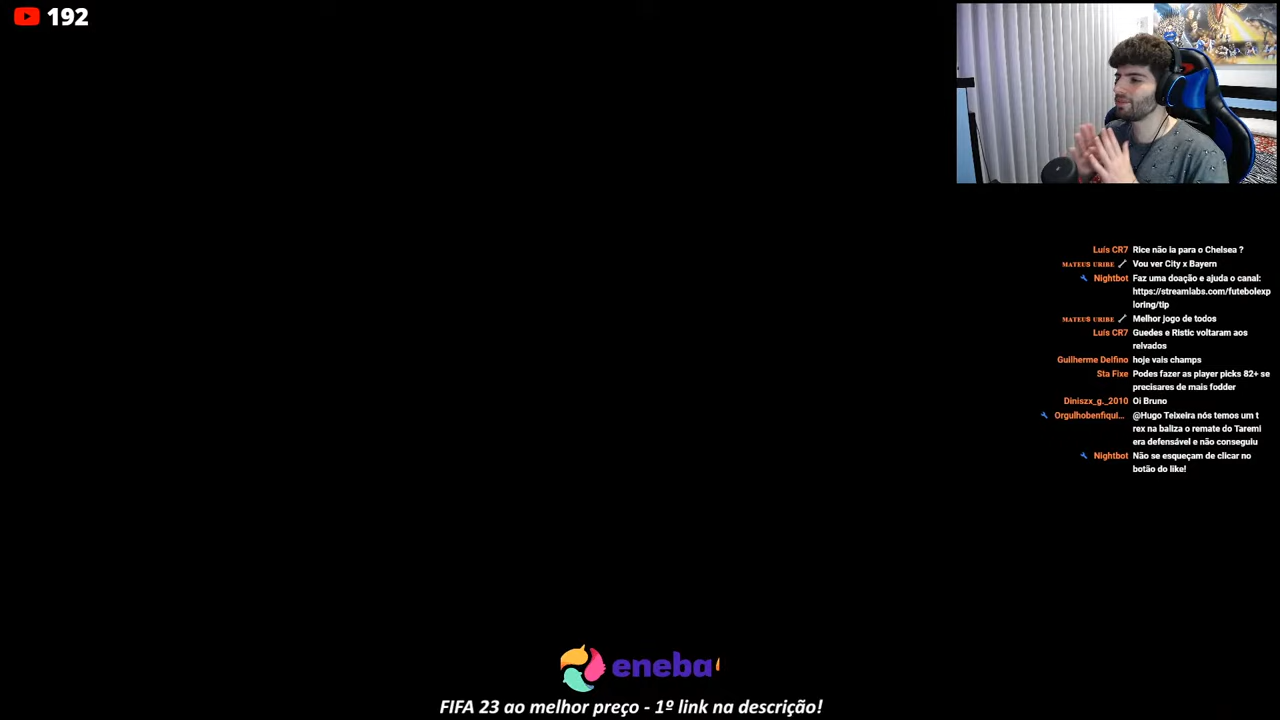 192
Luís CR7 Rice não ia para o Chelsea ?
MATEUS URIBE Vou ver City x Bayern
Nightbot Faz uma doação e ajuda o canal:
https://streamlabs.com/futebolexp
loring/tip
MATEUS URIBE Melhor jogo de todos
Luís CR7 Guedes e Ristic voltaram aos
relvados
Guilherme Delfino hoje vais champs
Sta Fixe Podes fazer as player picks 82+ se
precisares de mais fodder
Diniszx_g._2010 Oi Bruno
Orgulhobenfiqui... @Hugo Teixeira nós temos um t
rex na baliza o remate do Taremi
era defensável e não conseguiu
Nightbot Não se esqueçam de clicar no
botão do like!
eneba
FIFA 23 ao melhor preço - 1º link na descrição!